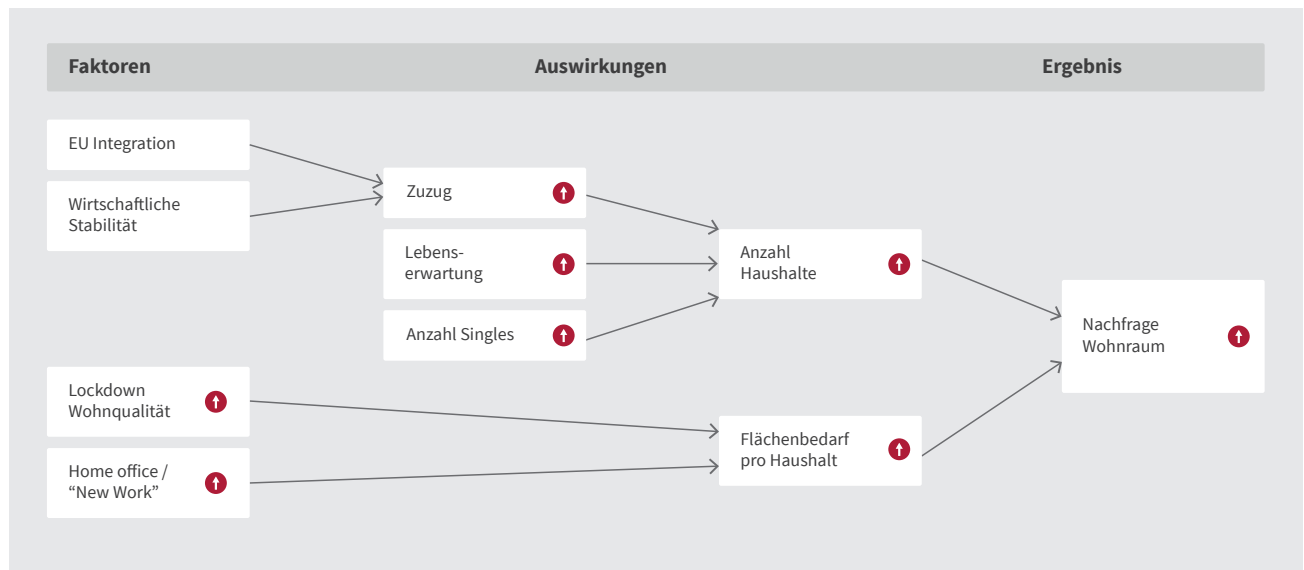 Faktoren
Auswirkungen
Ergebnis
EU Integration
Wirtschaftliche
Stabilität
Zuzug
Lebens-
erwartung
Anzahl Singles
Anzahl
Haushalte
Nachfrage
Wohnraum
Lockdown
Wohnqualität
Home office /
“New Work”
Flächenbedarf
pro Haushalt